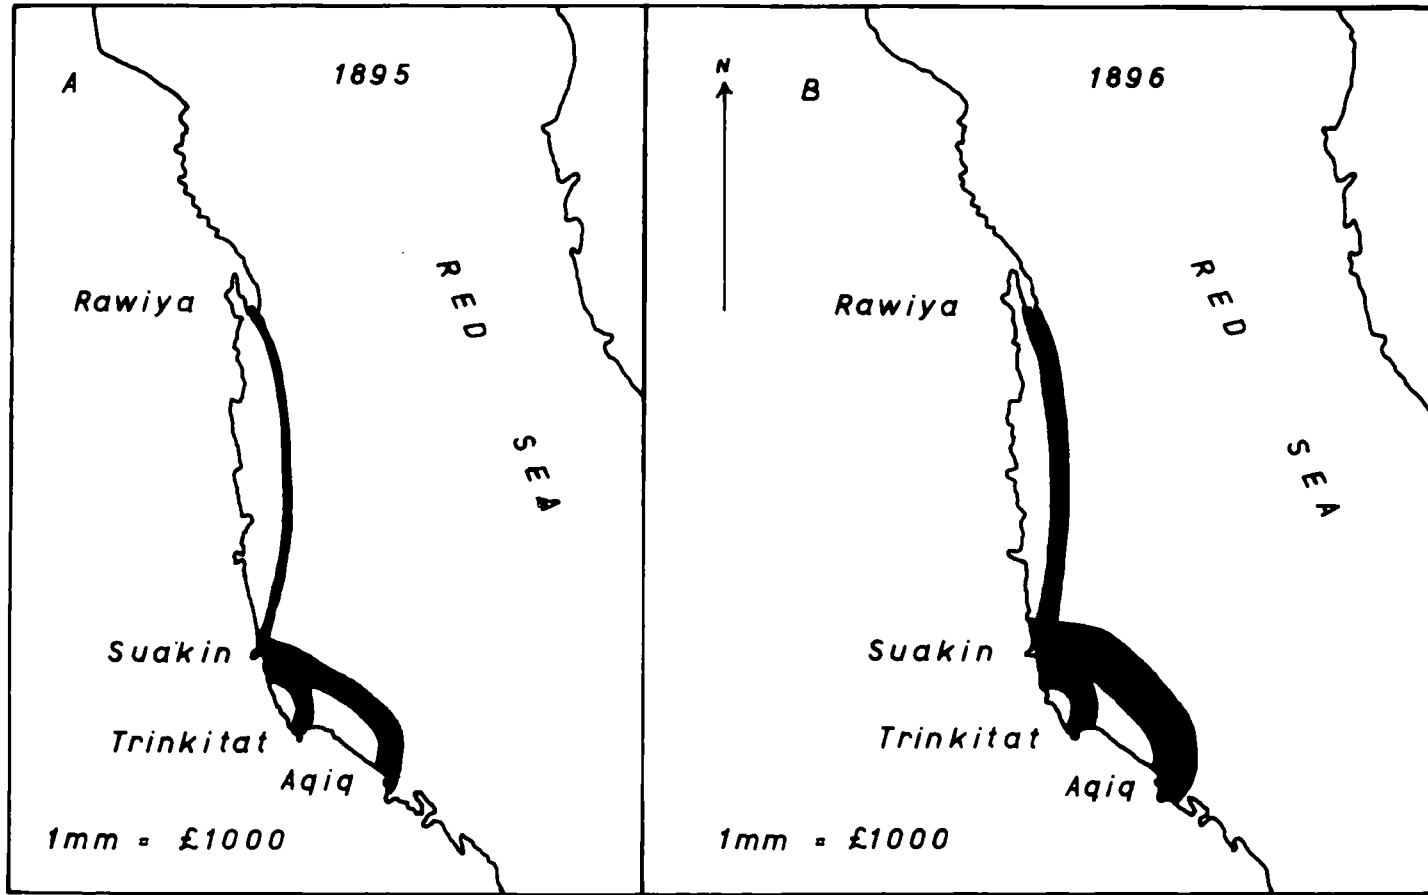 A
1895
RED
SEA
Rawiya
Suakin
Trinkitat
Aqiq
1mm = £1000
N
B
1896
RED
SEA
Rawiya
Suakin
Trinkitat
Aqiq
1mm = £1000